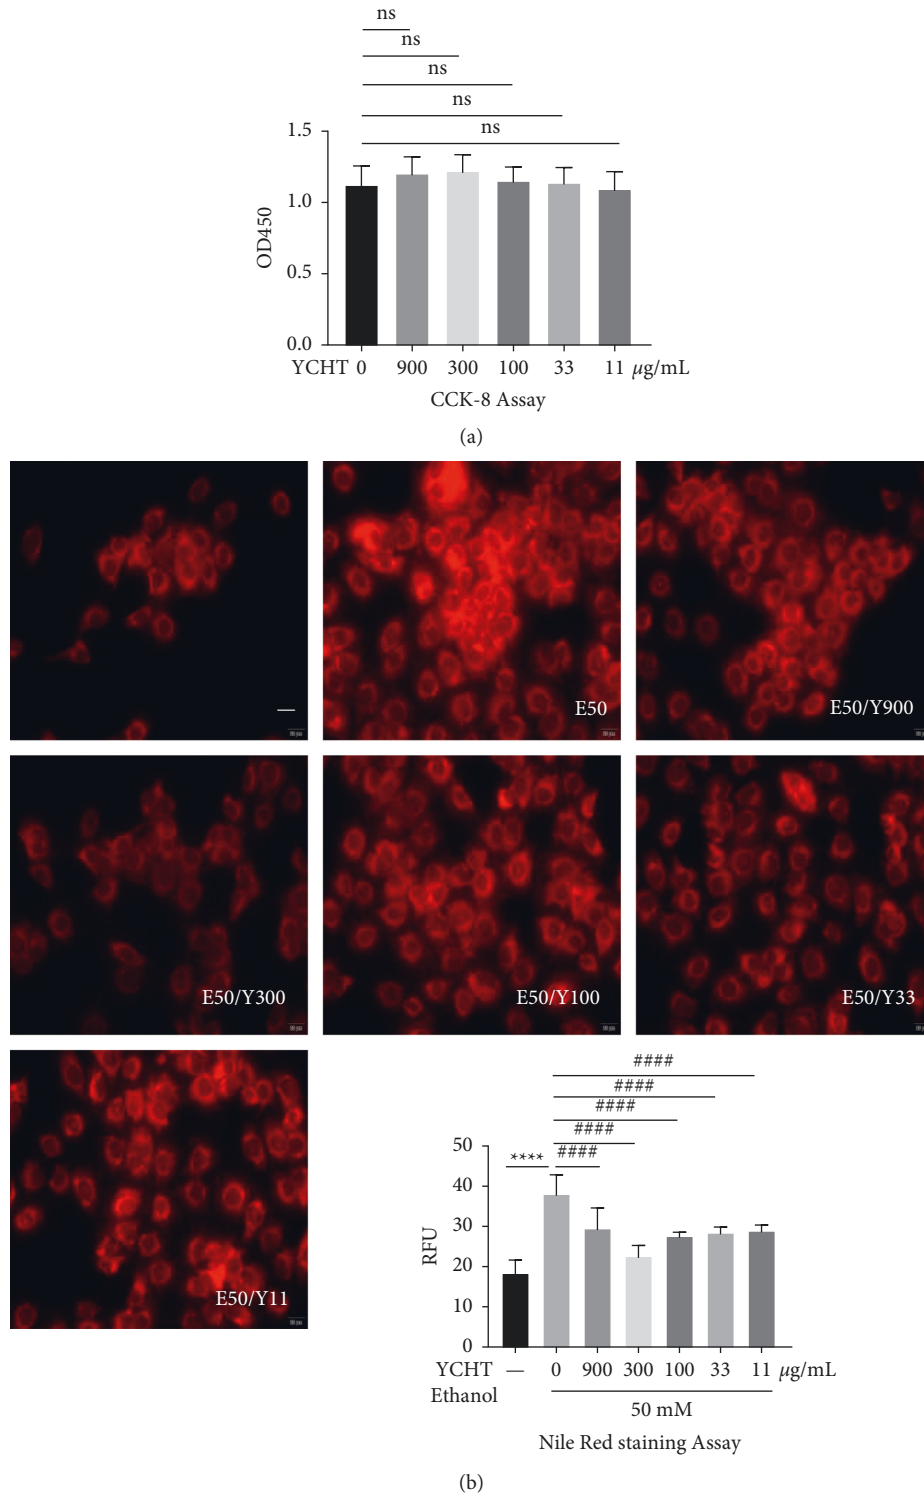 ns
ns
ns
ns
ns
1.5
1.0
0.5
0.0
OD450
YCHT 0 900 300 100 33 11 µg/mL
CCK-8 Assay
(a)
—
E50
E50/Y900
E50/Y300
E50/Y100
E50/Y33
E50/Y11
####
####
####
####
**** ####
50
40
30
20
10
0
RFU
YCHT — 0 900 300 100 33 11 µg/mL
Ethanol
50 mM
Nile Red staining Assay
(b)